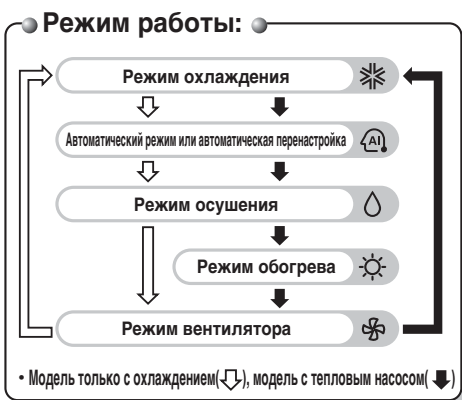 Режим работы:
Режим охлаждения
Автоматический режим или автоматическая перенастройка
AI
Режим осушения
Режим обогрева
Режим вентилятора
• Модель только с охлаждением(⇩), модель с тепловым насосом(⬇)